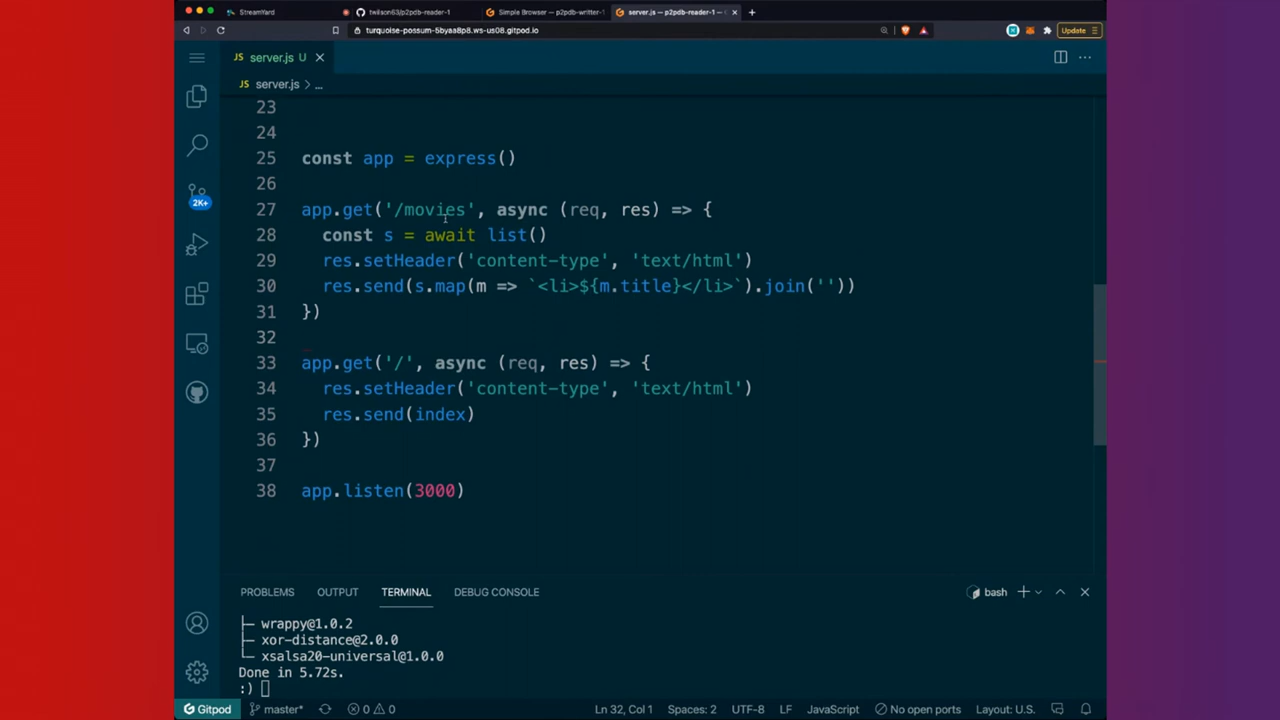 StreamYard
twilson63/p2pdb-reader-1
Simple Browser — p2pdb-writter-1
server.js — p2pdb-reader-1 — 
turquoise-possum-5byaa8p8.ws-us08.gitpod.io
Update
JS server.js U
JS server.js > ...
2K+
23
24
25 const app = express()
26
27 app.get('/movies', async (req, res) => {
28 const s = await list()
29 res.setHeader('content-type', 'text/html')
30 res.send(s.map(m => `<li>${m.title}</li>`).join(''))
31 })
32
33 app.get('/', async (req, res) => {
34 res.setHeader('content-type', 'text/html')
35 res.send(index)
36 })
37
38 app.listen(3000)
PROBLEMS OUTPUT TERMINAL DEBUG CONSOLE bash
├─ wrappy@1.0.2
├─ xor-distance@2.0.0
└─ xsalsa20-universal@1.0.0
Done in 5.72s.
:)
Gitpod master* 0 0 Ln 32, Col 1 Spaces: 2 UTF-8 LF JavaScript No open ports Layout: U.S.